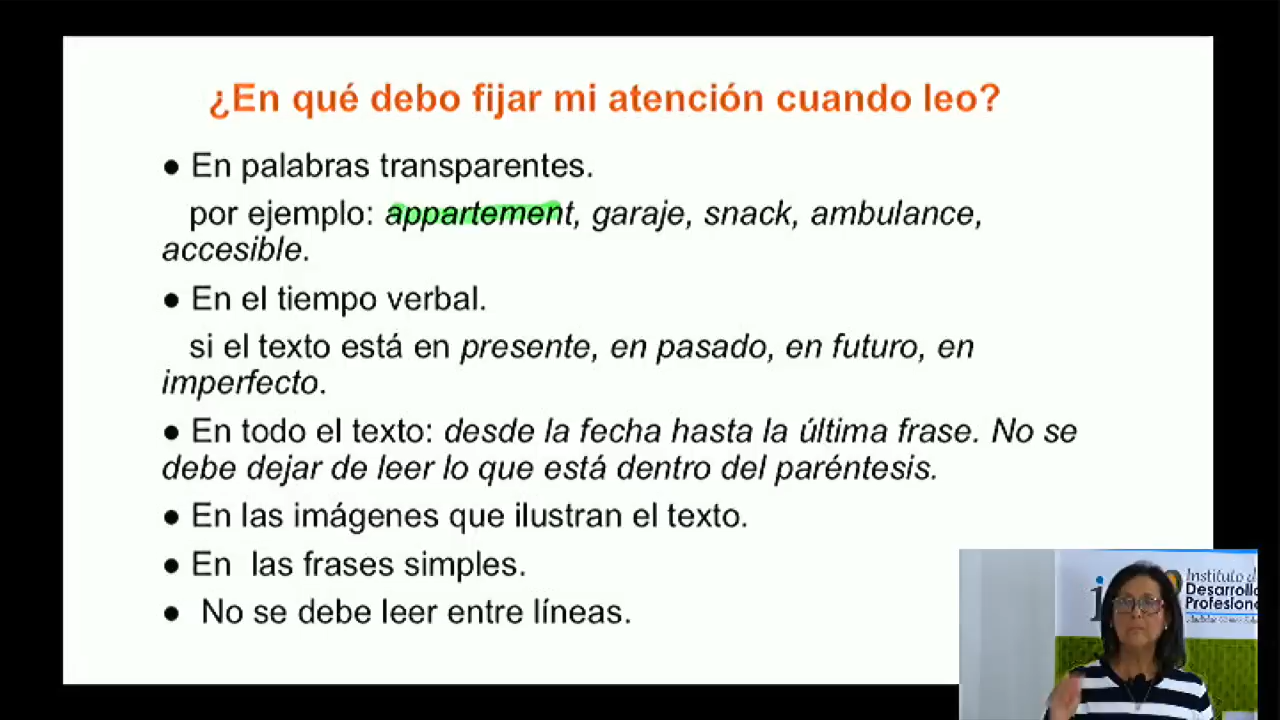 ¿En qué debo fijar mi atención cuando leo?
● En palabras transparentes.
por ejemplo: appartement, garaje, snack, ambulance,
accesible.
● En el tiempo verbal.
si el texto está en presente, en pasado, en futuro, en
imperfecto.
● En todo el texto: desde la fecha hasta la última frase. No se
debe dejar de leer lo que está dentro del paréntesis.
● En las imágenes que ilustran el texto.
● En las frases simples.
● No se debe leer entre líneas.
Instituto d
Desarrollo
Profesion